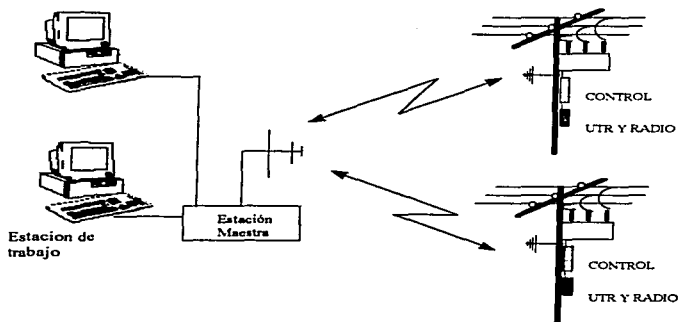 CONTROL
UTR Y RADIO
Estación
Maestra
Estacion de
trabajo
CONTROL
UTR Y RADIO